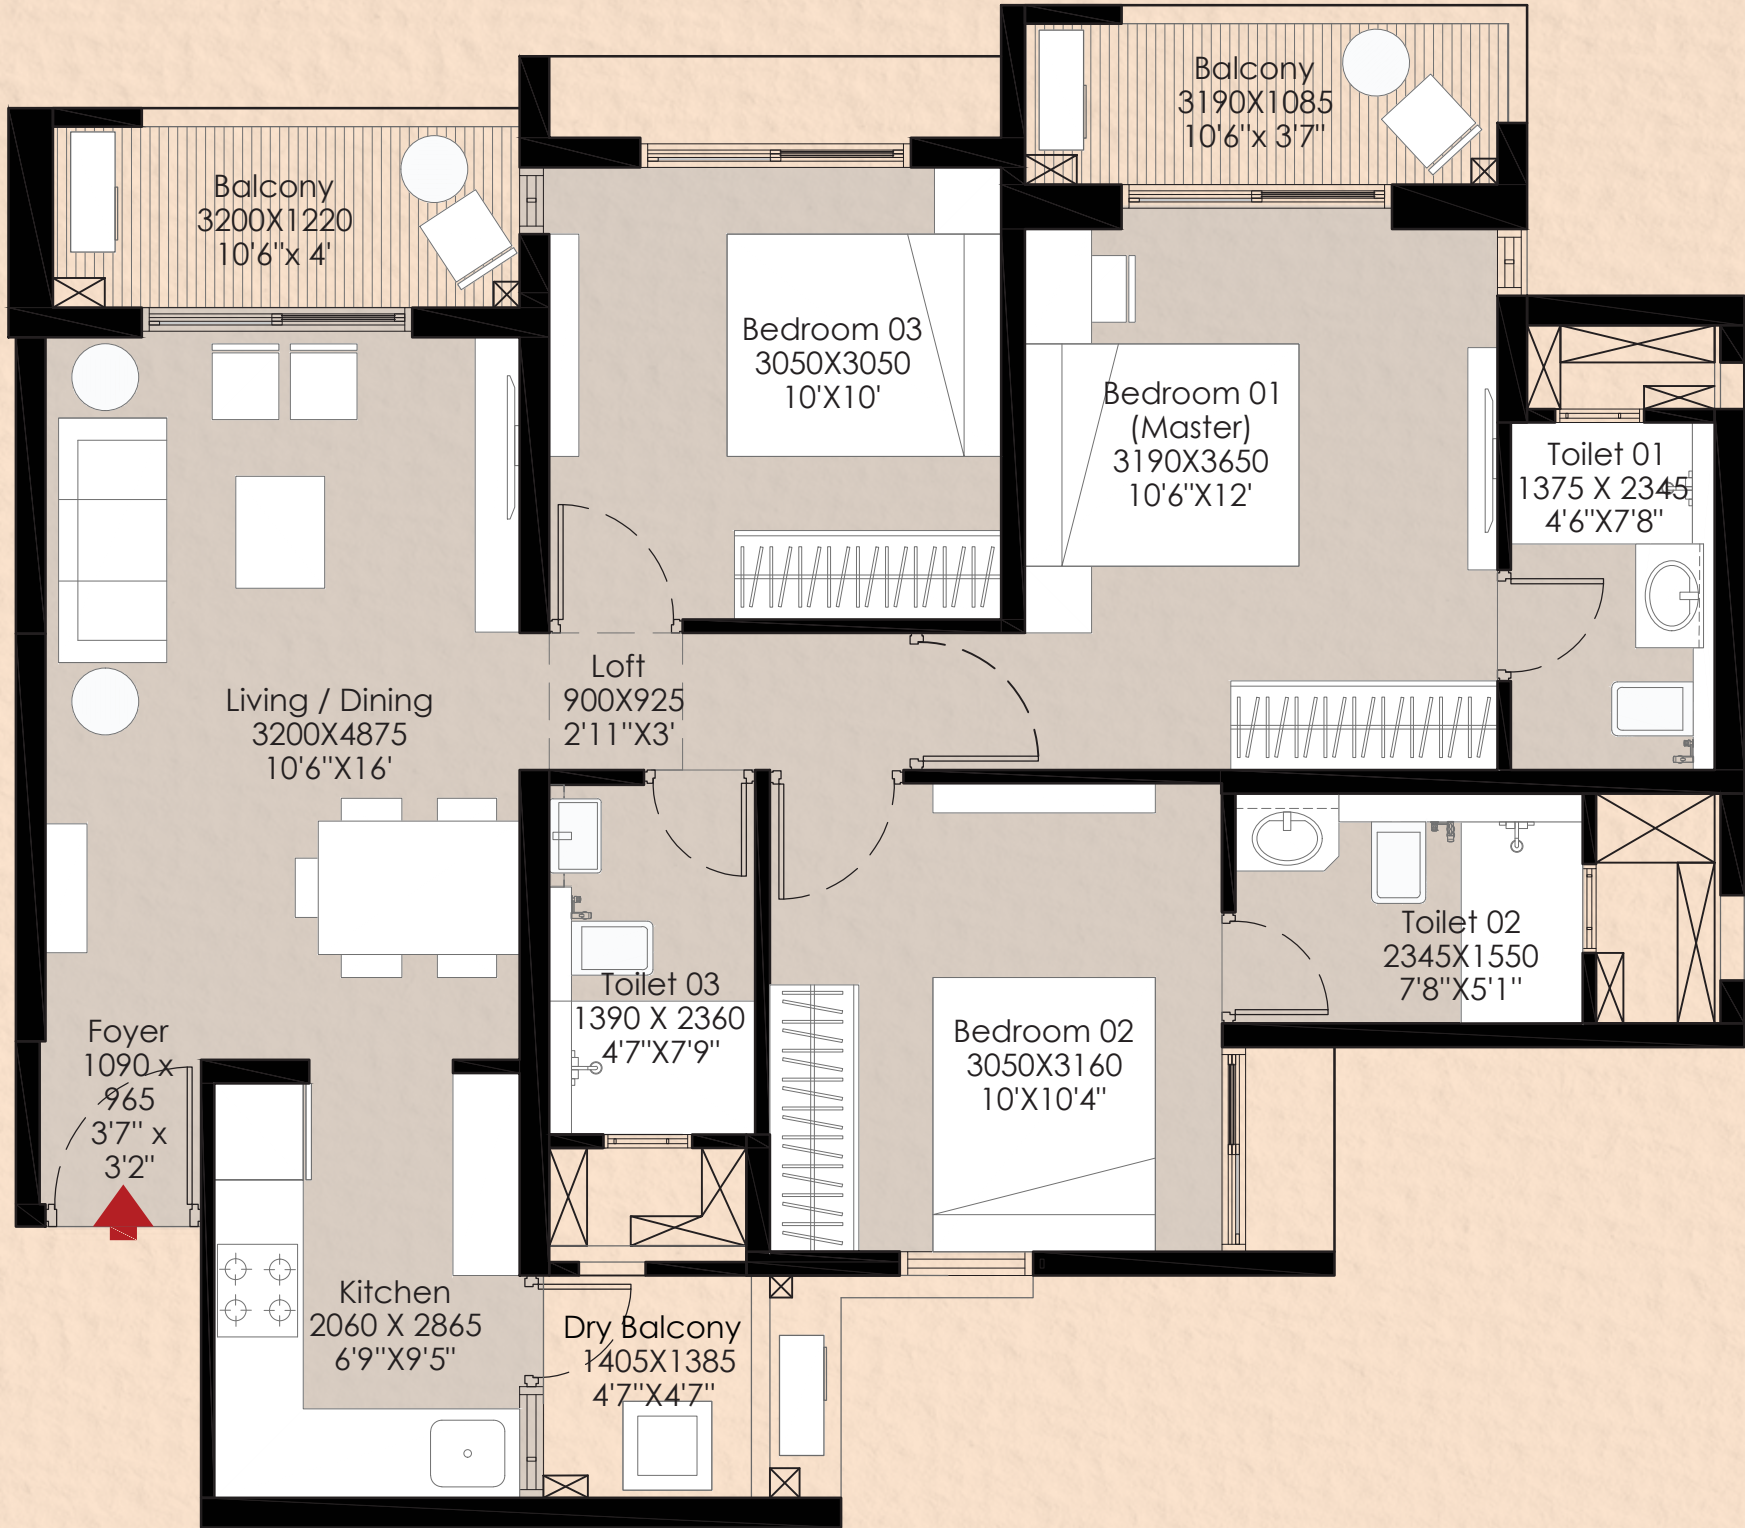 Balcony
3190X1085
10'6"x 3'7"
Balcony
3200X1220
10'6"x 4'
Bedroom 03
3050X3050
10'X10'
Bedroom 01
(Master)
3190X3650
10'6"X12'
Toilet 01
1375 X 2345
4'6"X7'8"
Loft
900X925
2'11"X3'
Living / Dining
3200X4875
10'6"X16'
Toilet 02
2345X1550
7'8"X5'1"
Toilet 03
1390 X 2360
4'7"X7'9"
Bedroom 02
3050X3160
10'X10'4"
Foyer
1090 x
965
3'7" x
3'2"
Kitchen
2060 X 2865
6'9"X9'5"
Dry Balcony
1405X1385
4'7"X4'7"